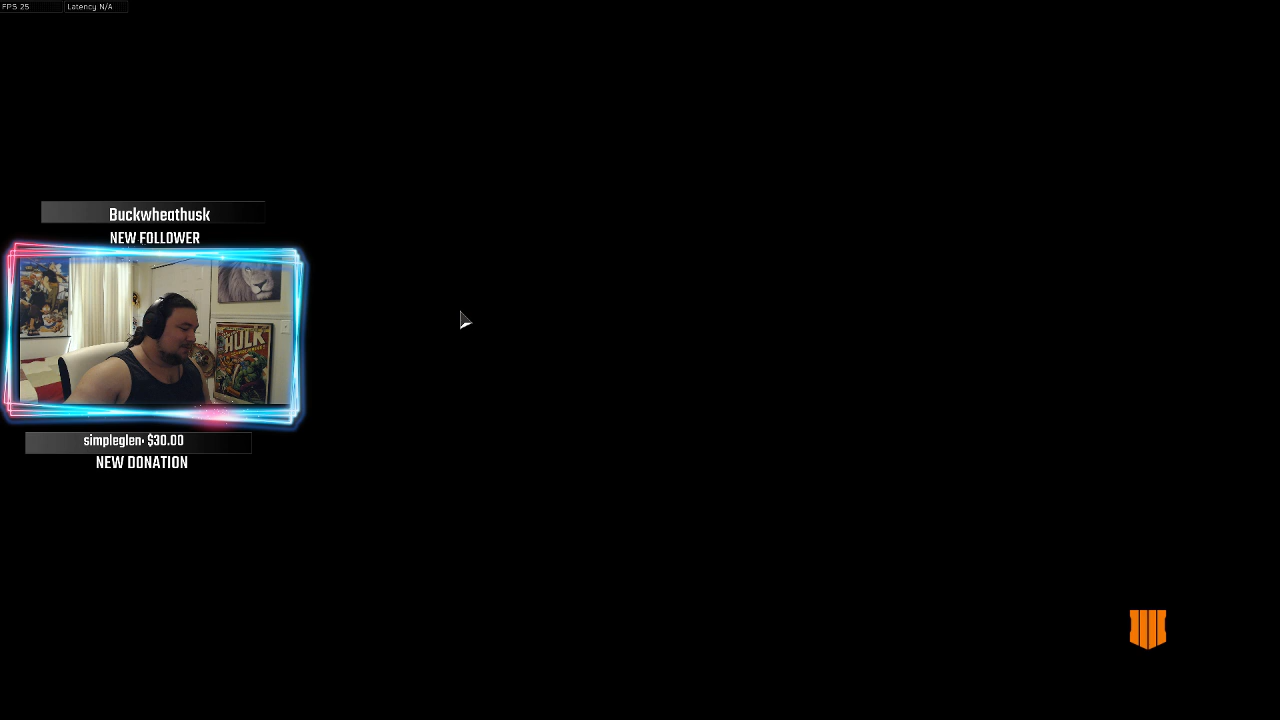 FPS 25
Latency N/A
Buckwheathusk
NEW FOLLOWER
HULK
simpleglen• $30.00
NEW DONATION